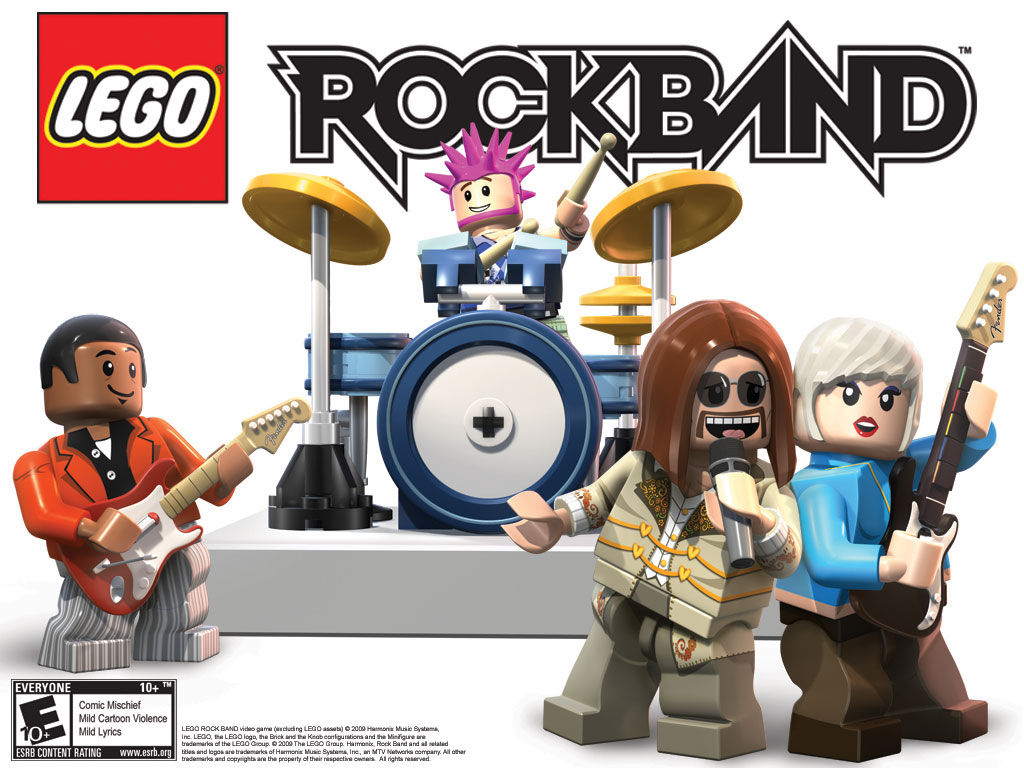 LEGO®
ROCKBAND™
Fender
Fender
EVERYONE 10+ ™
E
10+
Comic Mischief
Mild Cartoon Violence
Mild Lyrics
ESRB CONTENT RATING www.esrb.org
LEGO ROCK BAND video game (excluding LEGO assets) © 2009 Harmonix Music Systems,
Inc. LEGO, the LEGO logo, the Brick and the Knob configurations and the Minifigure are
trademarks of the LEGO Group. © 2009 The LEGO Group. Harmonix, Rock Band and all related
titles and logos are trademarks of Harmonix Music Systems, Inc., an MTV Networks company. All other
trademarks and copyrights are the property of their respective owners. All rights reserved.